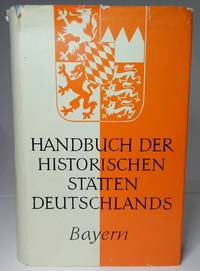 HANDBUCH DER
HISTORISCHEN
STÄTTEN
DEUTSCHLANDS
Bayern